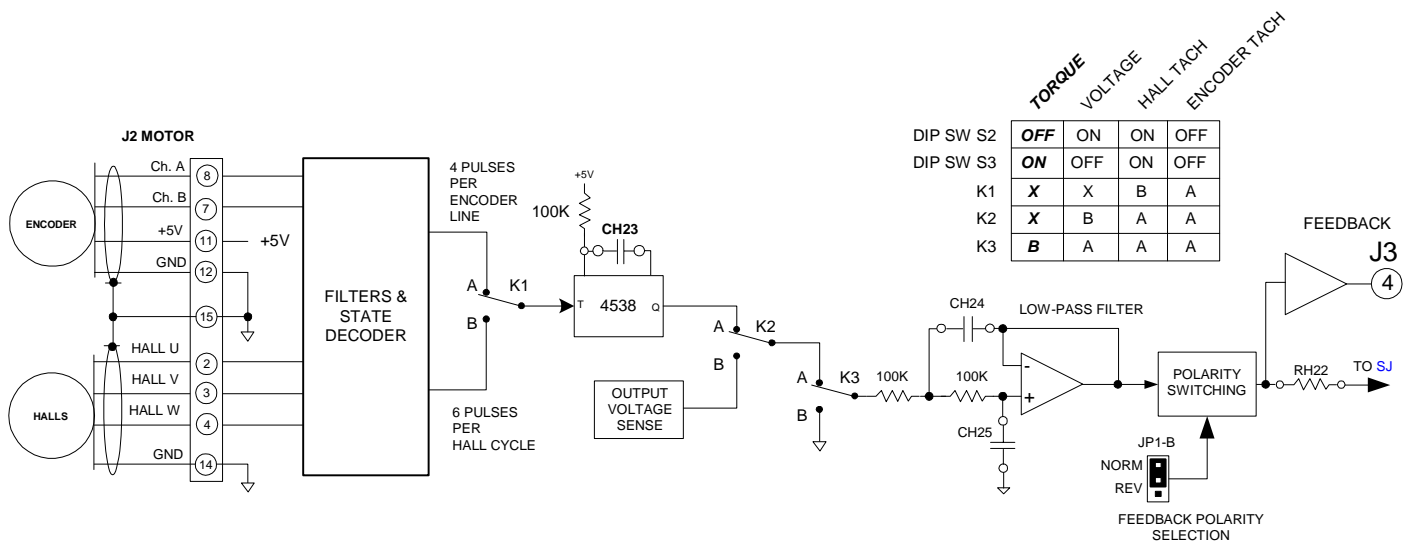 TORQUE VOLTAGE HALL TACH ENCODER TACH
DIP SW S2 OFF ON ON OFF
DIP SW S3 ON OFF ON OFF
K1 X X B A
K2 X B A A
K3 B A A A
J2 MOTOR
ENCODER
Ch. A 8
Ch. B 7
+5V 11 +5V
GND 12
15
HALLS
HALL U 2
HALL V 3
HALL W 4
GND 14
FILTERS &
STATE
DECODER
4 PULSES
PER
ENCODER
LINE
6 PULSES
PER
HALL CYCLE
A K1
B
+5V
100K
CH23
T 4538 Q
A K2
B
OUTPUT
VOLTAGE
SENSE
A K3
B
100K
100K
CH24
CH25
LOW-PASS FILTER
-
+
POLARITY
SWITCHING
FEEDBACK
J3
4
RH22
TO SJ
JP1-B
NORM
REV
FEEDBACK POLARITY
SELECTION